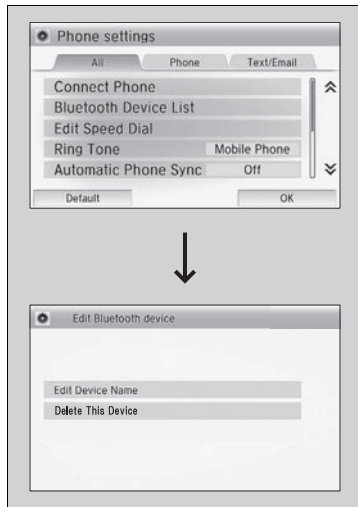 Phone settings
All Phone Text/Email
Connect Phone
Bluetooth Device List
Edit Speed Dial
Ring Tone Mobile Phone
Automatic Phone Sync Off
Default OK
Edit Bluetooth device
Edit Device Name
Delete This Device